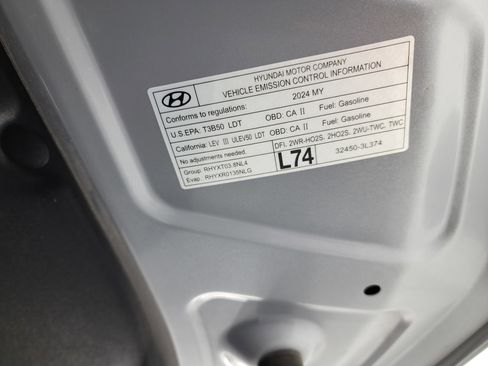 HYUNDAI MOTOR COMPANY
VEHICLE EMISSION CONTROL INFORMATION
Conforms to regulations: 2024 MY
U.S.EPA: T3B50 LDT OBD: CA II Fuel: Gasoline
California: LEV III ULEV50 LDT OBD: CA II Fuel: Gasoline
No adjustments needed. DFI, 2WR-HO2S, 2HO2S, 2WU-TWC, TWC
Group: RHYXT03.8NL4 L74 32450-3L374
Evap: RHYXR0135NLG